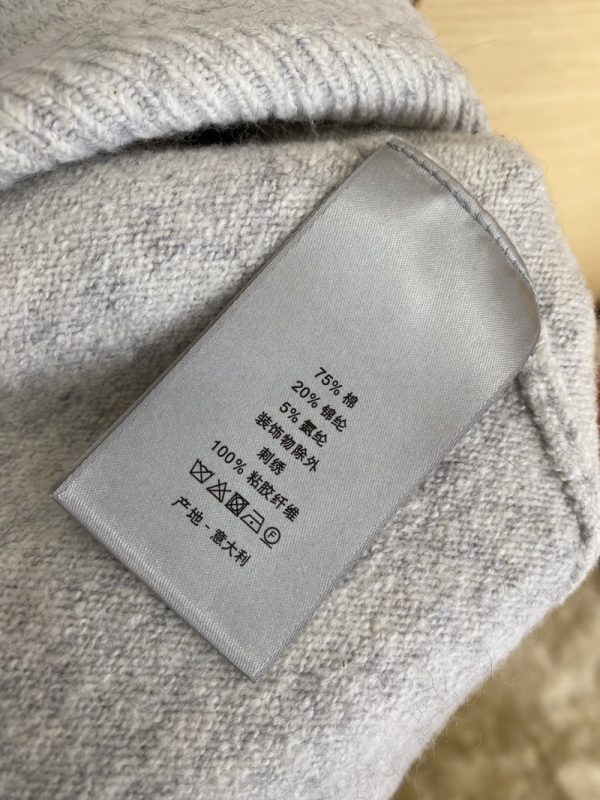 75% 棉
20% 锦纶
5% 氨纶
装饰物除外
刺绣
100% 粘胶纤维
F
产地 - 意大利